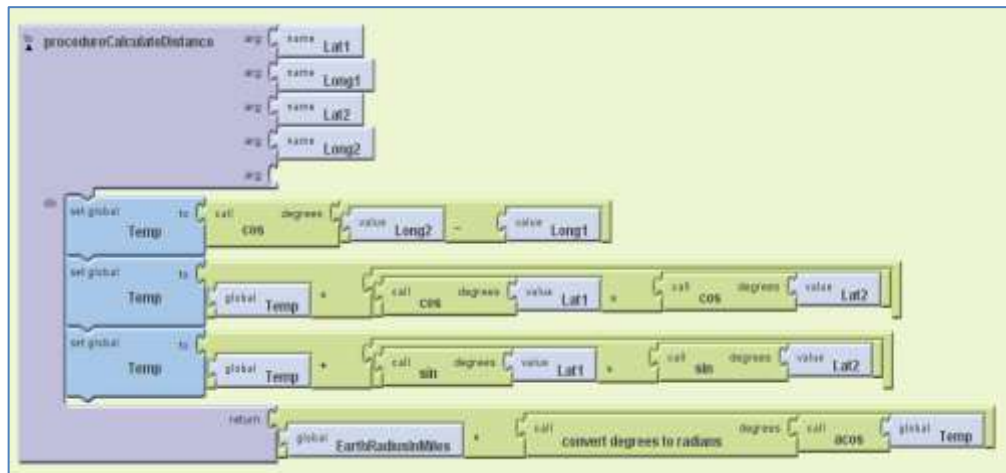 to procedureCalculateDistance arg name Lat1
arg name Long1
arg name Lat2
arg name Long2
arg
do set global Temp to call cos degrees value Long2 - value Long1
set global Temp to global Temp * call cos degrees value Lat1 * call cos degrees value Lat2
set global Temp to global Temp + call sin degrees value Lat1 * call sin degrees value Lat2
return global EarthRadiusInMiles * call convert degrees to radians degrees call acos global Temp